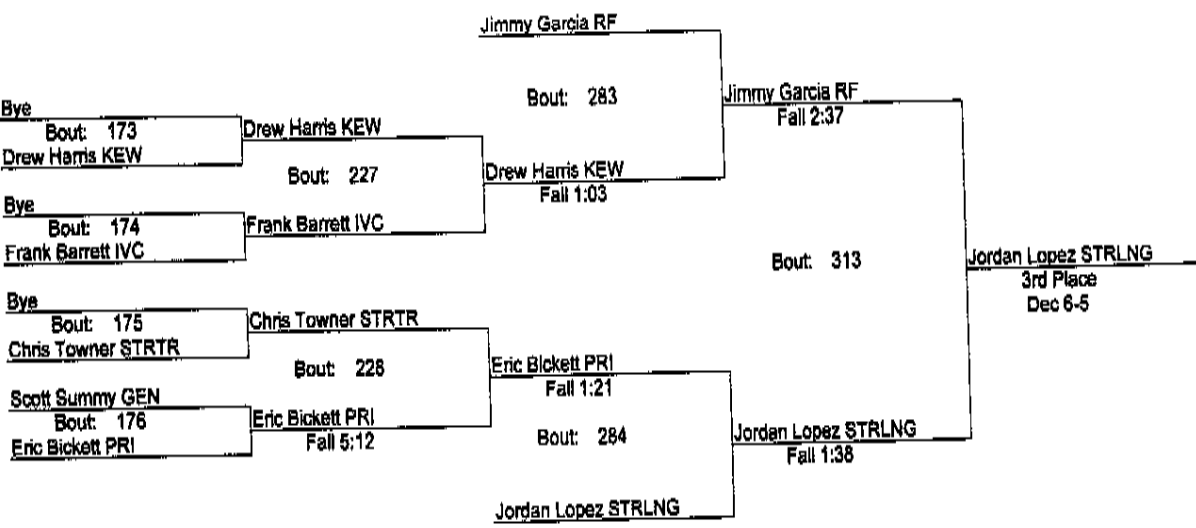 Jimmy Garcia RF
Bout: 283
Jimmy Garcia RF
Fall 2:37
Bye
Bout: 173
Drew Harris KEW
Drew Harris KEW
Bout: 227
Drew Harris KEW
Fall 1:03
Bye
Bout: 174
Frank Barrett IVC
Frank Barrett IVC
Bout: 313
Jordan Lopez STRLNG
3rd Place
Dec 6-5
Bye
Bout: 175
Chris Towner STRTR
Chris Towner STRTR
Bout: 228
Eric Bickett PRI
Fall 1:21
Scott Summy GEN
Bout: 176
Eric Bickett PRI
Eric Bickett PRI
Fall 5:12
Bout: 284
Jordan Lopez STRLNG
Fall 1:38
Jordan Lopez STRLNG